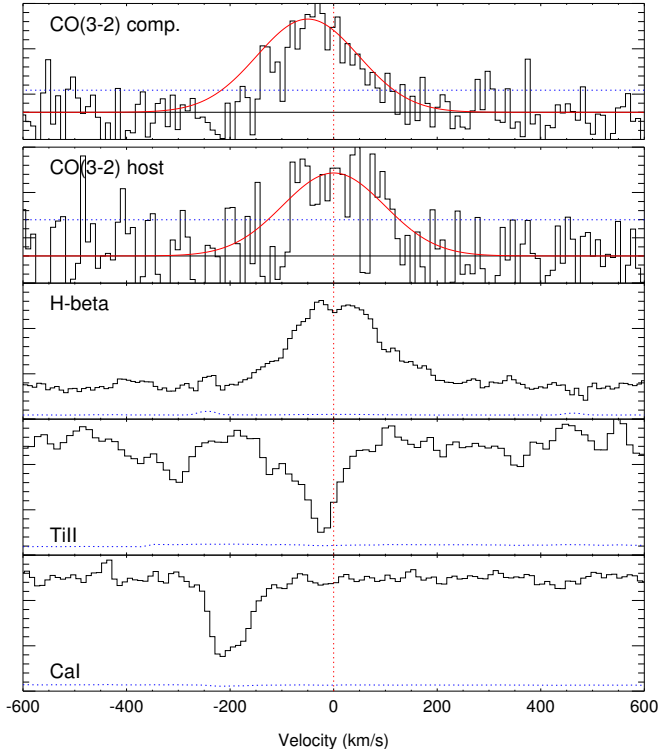 CO(3-2) comp.
CO(3-2) host
H-beta
TiII
CaI
-600 -400 -200 0 200 400 600
Velocity (km/s)